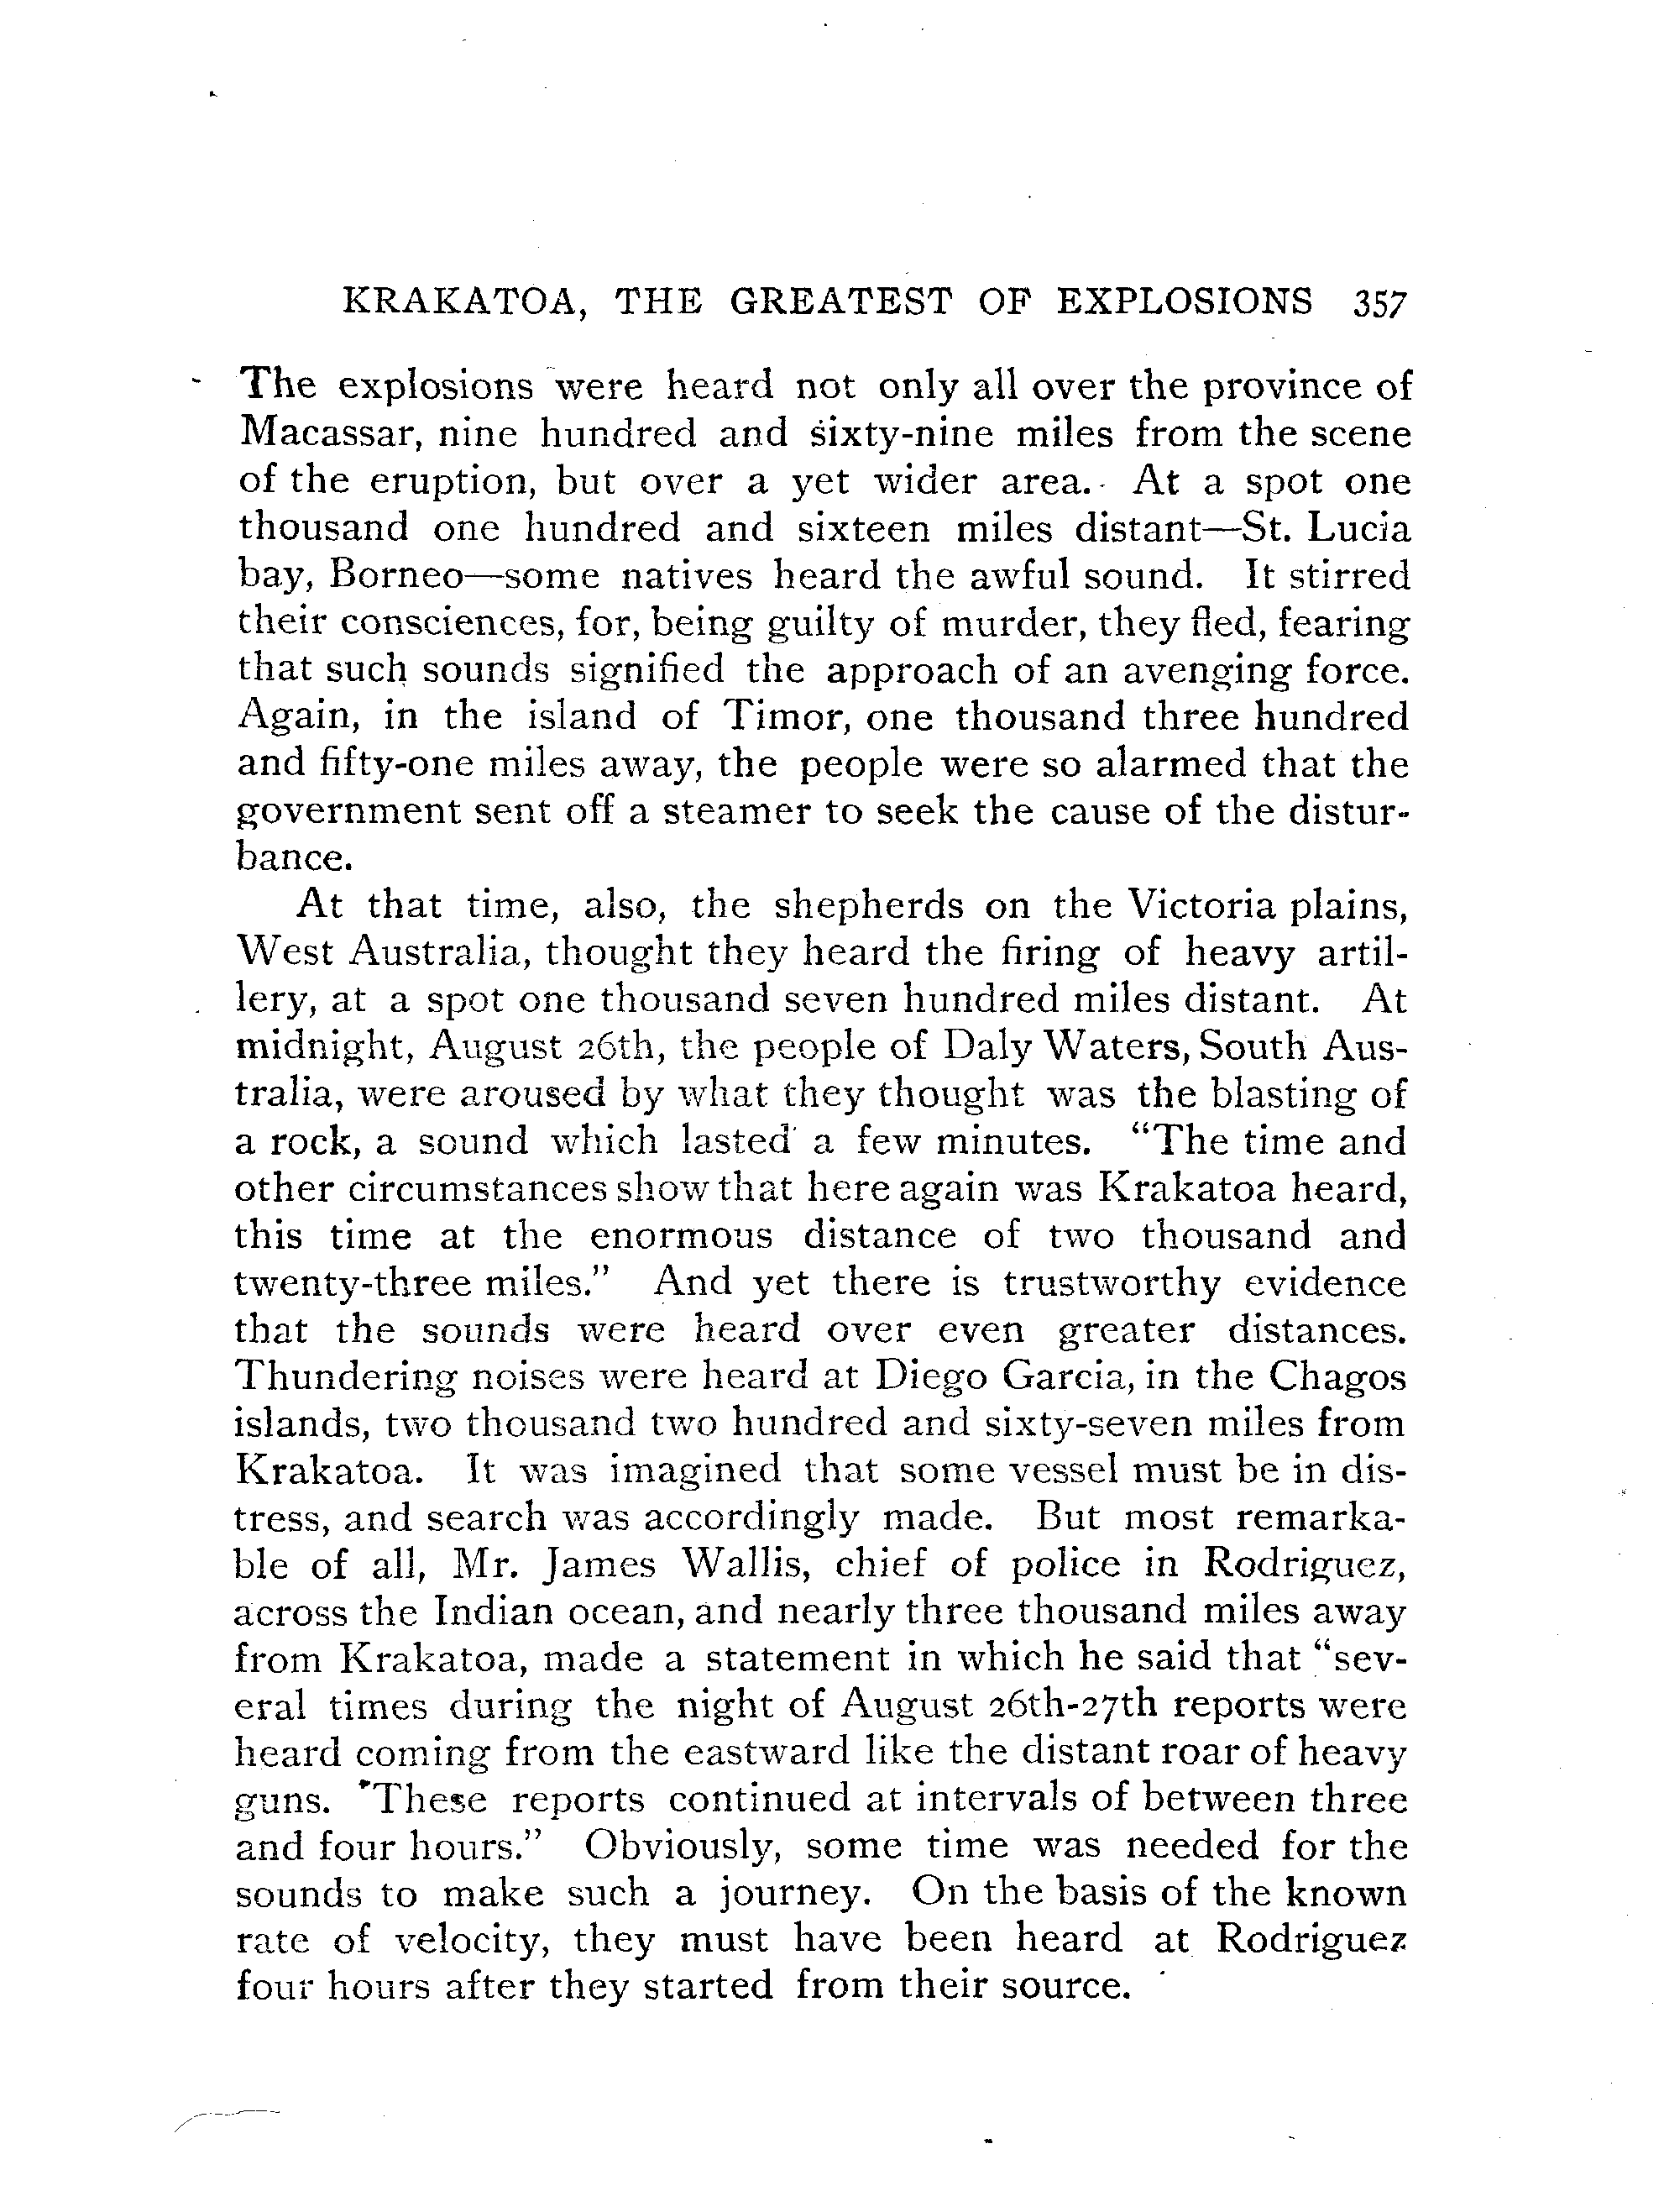 KRAKATOA, THE GREATEST OF EXPLOSIONS 357
The explosions were heard not only all over the province of
Macassar, nine hundred and sixty-nine miles from the scene
of the eruption, but over a yet wider area. At a spot one
thousand one hundred and sixteen miles distant—St. Lucia
bay, Borneo—some natives heard the awful sound. It stirred
their consciences, for, being guilty of murder, they fled, fearing
that such sounds signified the approach of an avenging force.
Again, in the island of Timor, one thousand three hundred
and fifty-one miles away, the people were so alarmed that the
government sent off a steamer to seek the cause of the distur-
bance.
At that time, also, the shepherds on the Victoria plains,
West Australia, thought they heard the firing of heavy artil-
lery, at a spot one thousand seven hundred miles distant. At
midnight, August 26th, the people of Daly Waters, South Aus-
tralia, were aroused by what they thought was the blasting of
a rock, a sound which lasted a few minutes. "The time and
other circumstances show that here again was Krakatoa heard,
this time at the enormous distance of two thousand and
twenty-three miles." And yet there is trustworthy evidence
that the sounds were heard over even greater distances.
Thundering noises were heard at Diego Garcia, in the Chagos
islands, two thousand two hundred and sixty-seven miles from
Krakatoa. It was imagined that some vessel must be in dis-
tress, and search was accordingly made. But most remarka-
ble of all, Mr. James Wallis, chief of police in Rodriguez,
across the Indian ocean, and nearly three thousand miles away
from Krakatoa, made a statement in which he said that "sev-
eral times during the night of August 26th-27th reports were
heard coming from the eastward like the distant roar of heavy
guns. These reports continued at intervals of between three
and four hours." Obviously, some time was needed for the
sounds to make such a journey. On the basis of the known
rate of velocity, they must have been heard at Rodriguez
four hours after they started from their source.